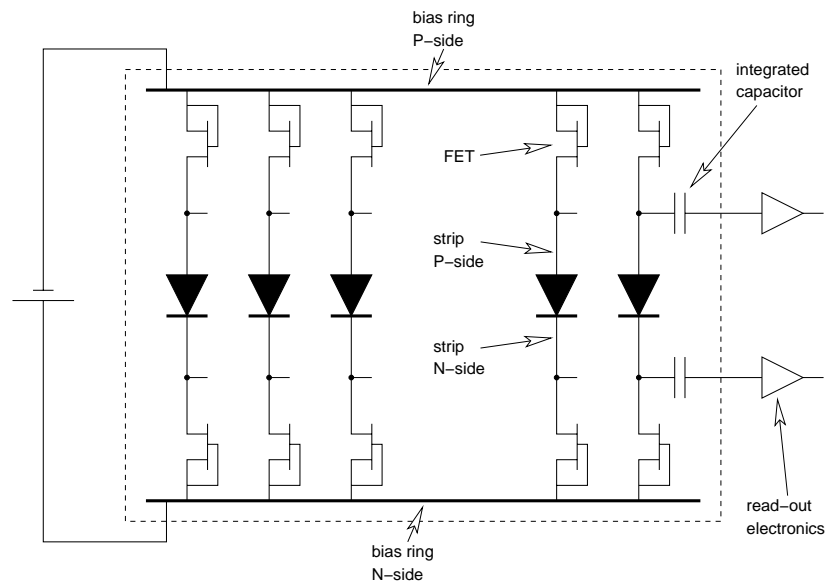 bias ring
P−side
integrated
capacitor
FET
strip
P−side
strip
N−side
read−out
electronics
bias ring
N−side